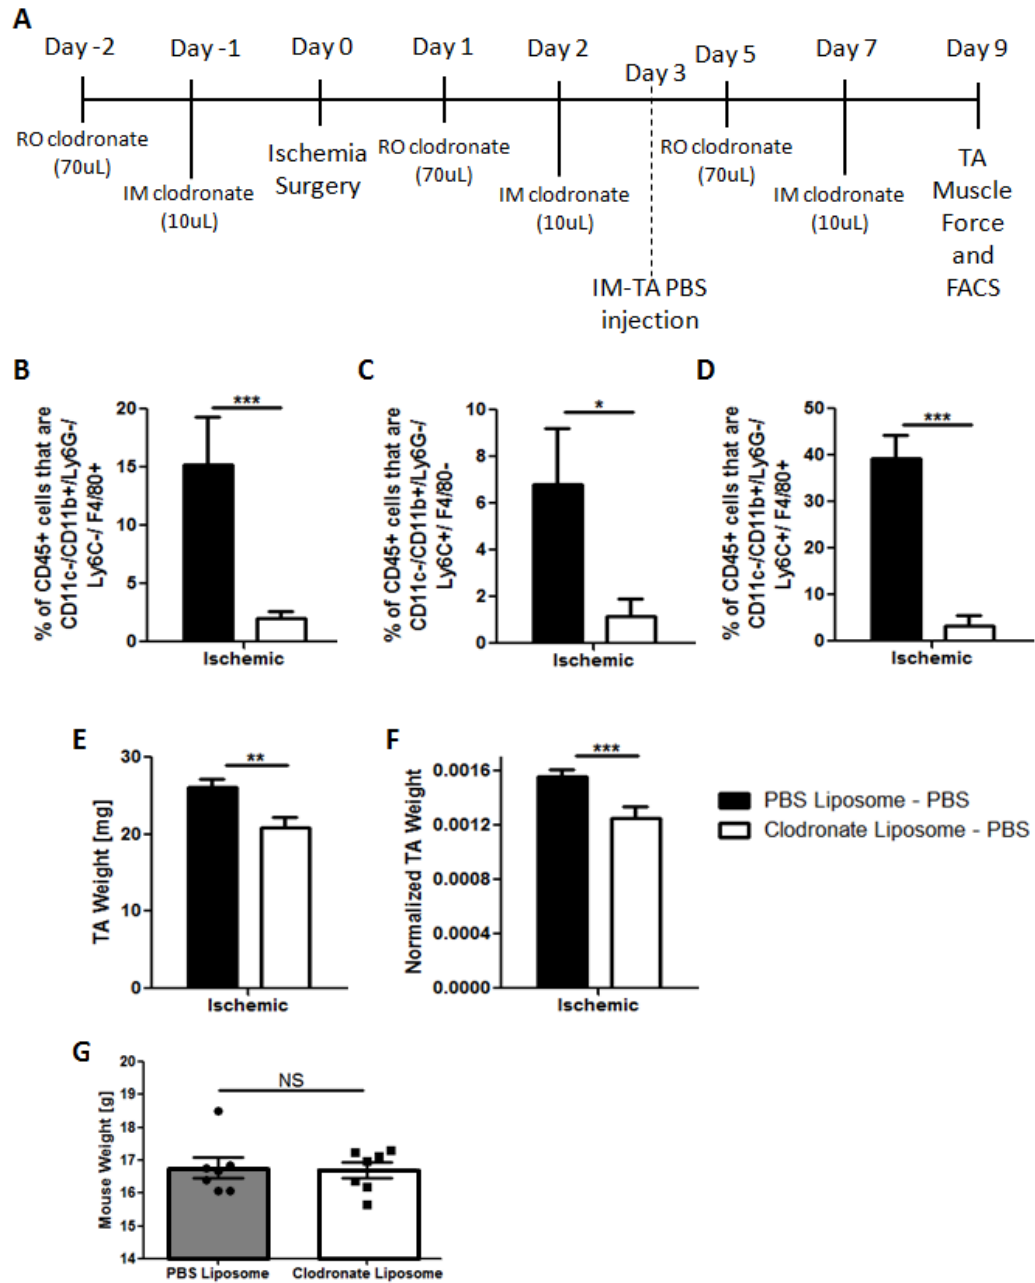 A
Day -2
Day -1
Day 0
Day 1
Day 2
Day 3
Day 5
Day 7
Day 9
RO clodronate
(70uL)
IM clodronate
(10uL)
Ischemia
Surgery
RO clodronate
(70uL)
IM clodronate
(10uL)
IM-TA PBS
injection
RO clodronate
(70uL)
IM clodronate
(10uL)
TA
Muscle
Force
and
FACS
B
% of CD45+ cells that are
CD11c-/CD11b+/Ly6G-/
Ly6C-/ F4/80+
20
15
10
5
0
***
Ischemic
C
% of CD45+ cells that are
CD11c-/CD11b+/Ly6G-/
Ly6C+/ F4/80-
10
8
6
4
2
0
*
Ischemic
D
% of CD45+ cells that are
CD11c-/CD11b+/Ly6G-/
Ly6C+/ F4/80+
50
40
30
20
10
0
***
Ischemic
E
TA Weight [mg]
30
20
10
0
**
Ischemic
F
Normalized TA Weight
0.0016
0.0012
0.0008
0.0004
0.0000
***
Ischemic
PBS Liposome - PBS
Clodronate Liposome - PBS
G
Mouse Weight [g]
20
19
18
17
16
15
14
NS
PBS Liposome
Clodronate Liposome